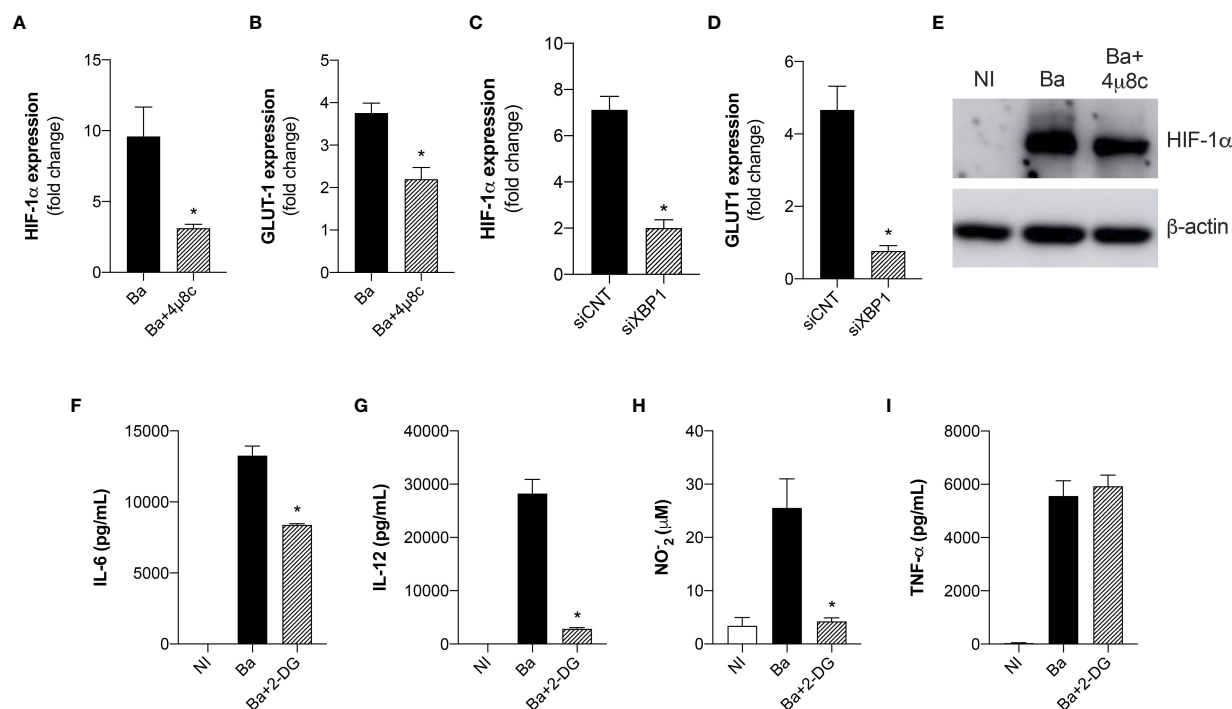 A
HIF-1α expression
(fold change)
15
10
5
0
*
Ba
Ba+4μ8c
B
GLUT-1 expression
(fold change)
5
4
3
2
1
0
*
Ba
Ba+4μ8c
C
HIF-1α expression
(fold change)
10
8
6
4
2
0
*
siCNT
siXBP1
D
GLUT1 expression
(fold change)
6
4
2
0
*
siCNT
siXBP1
E
NI
Ba
Ba+
4μ8c
HIF-1α
β-actin
F
IL-6 (pg/mL)
15000
10000
5000
0
*
NI
Ba
Ba+2-DG
G
IL-12 (pg/mL)
40000
30000
20000
10000
0
*
NI
Ba
Ba+2-DG
H
NO⁻₂ (μM)
40
30
20
10
0
*
NI
Ba
Ba+2-DG
I
TNF-α (pg/mL)
8000
6000
4000
2000
0
NI
Ba
Ba+2-DG